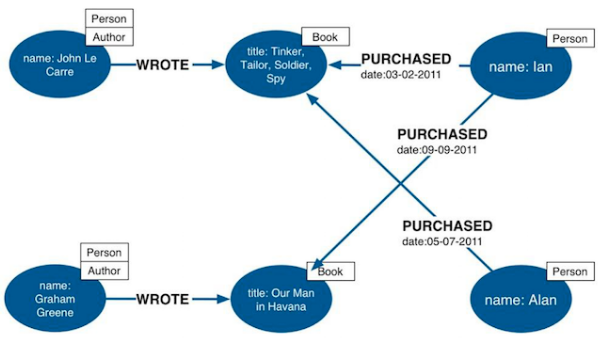 Person
Author
name: John Le
Carre
WROTE
Book
title: Tinker,
Tailor, Soldier,
Spy
PURCHASED
date:03-02-2011
Person
name: Ian
PURCHASED
date:09-09-2011
PURCHASED
date:05-07-2011
Person
Author
name:
Graham
Greene
WROTE
Book
title: Our Man
in Havana
Person
name: Alan